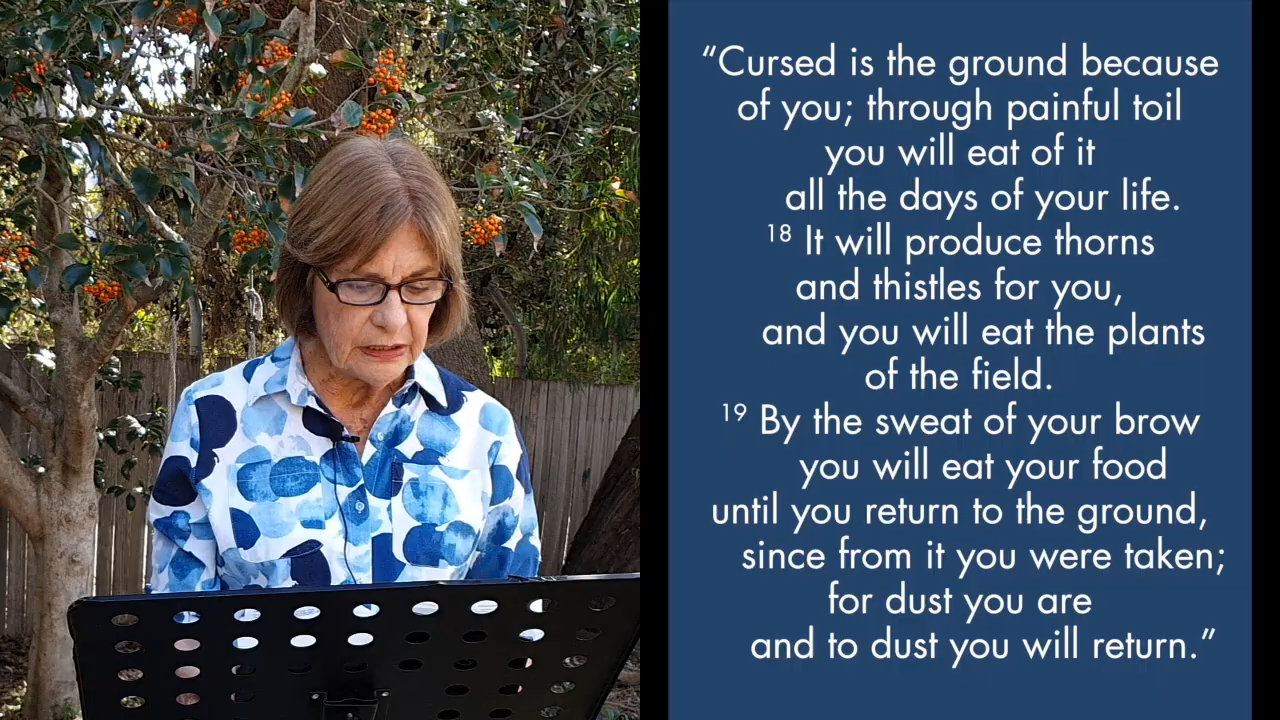 “Cursed is the ground because
of you; through painful toil
you will eat of it
all the days of your life.
18 It will produce thorns
and thistles for you,
and you will eat the plants
of the field.
19 By the sweat of your brow
you will eat your food
until you return to the ground,
since from it you were taken;
for dust you are
and to dust you will return.”